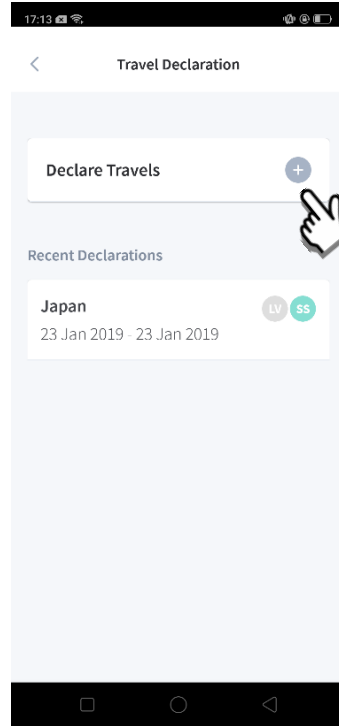 17:13
Travel Declaration
Declare Travels
Recent Declarations
Japan
LV SS
23 Jan 2019 - 23 Jan 2019